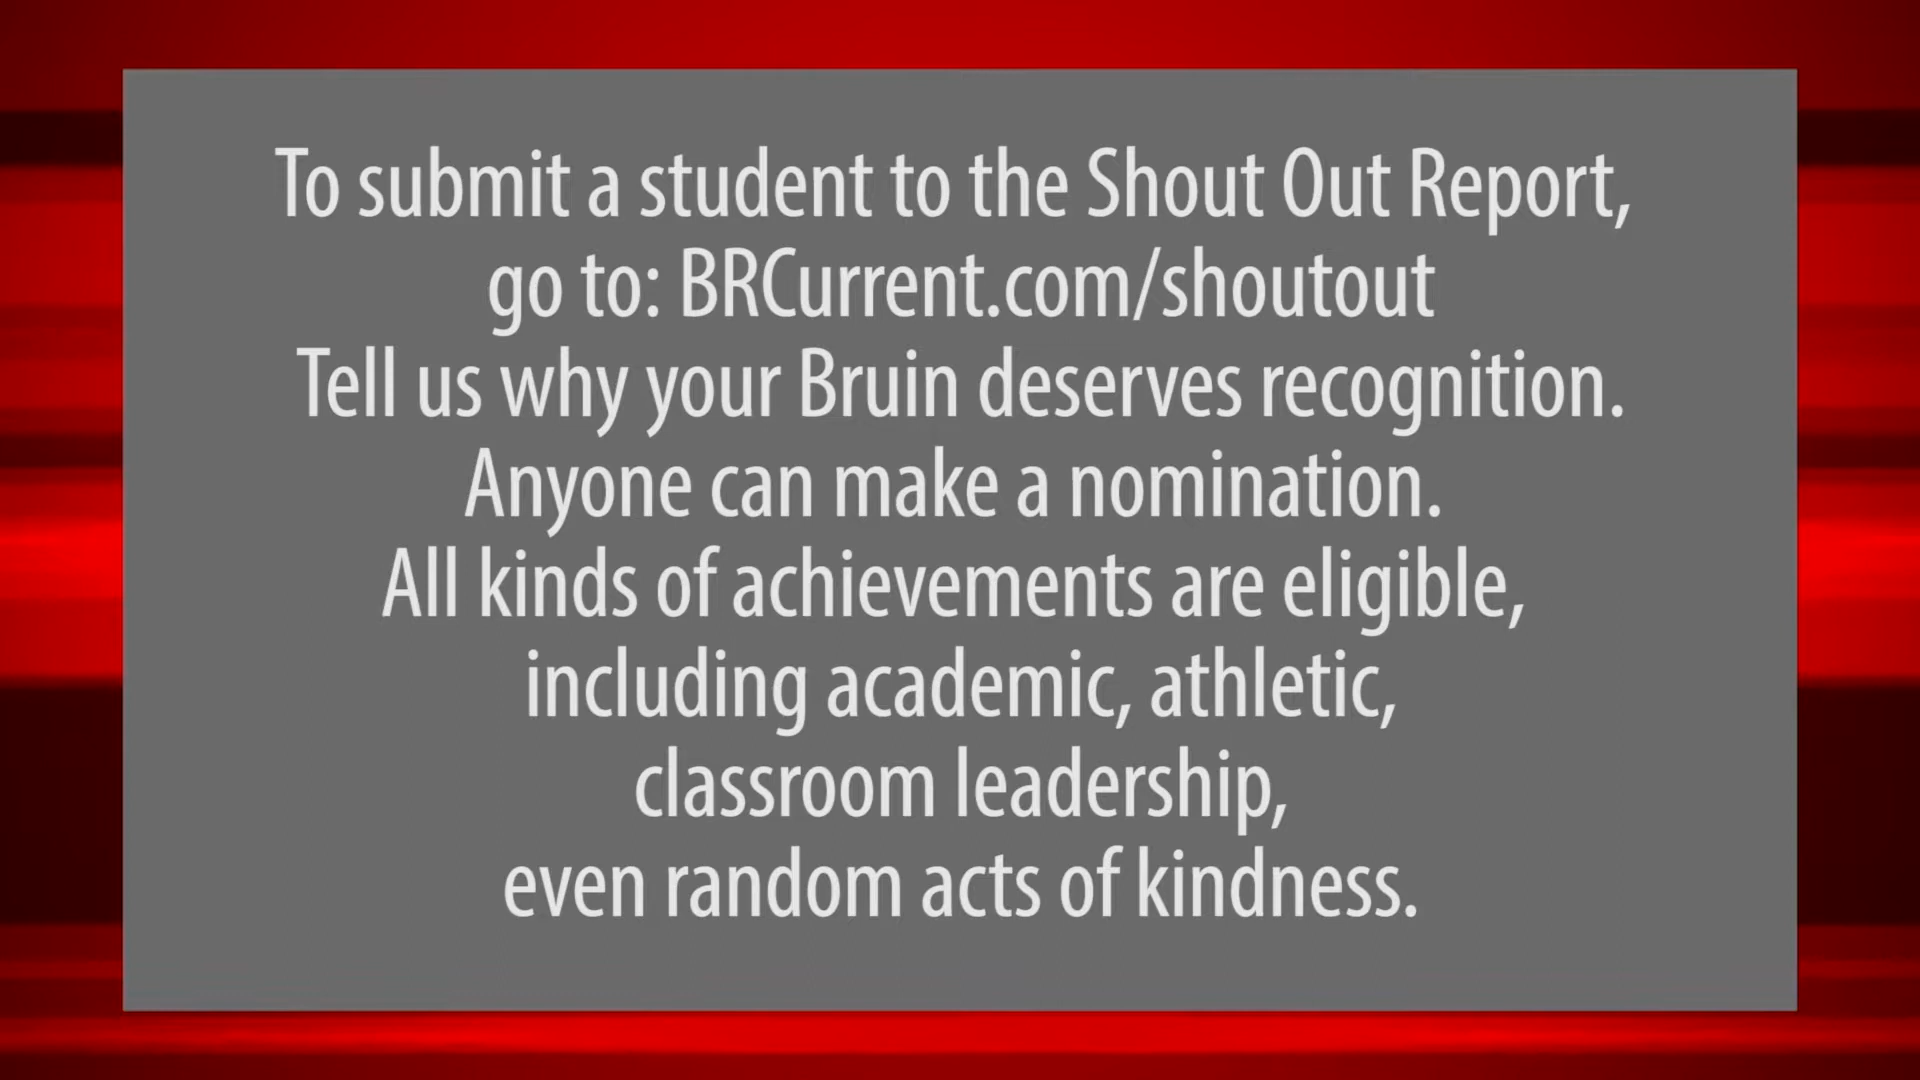 To submit a student to the Shout Out Report,
go to: BRCurrent.com/shoutout
Tell us why your Bruin deserves recognition.
Anyone can make a nomination.
All kinds of achievements are eligible,
including academic, athletic,
classroom leadership,
even random acts of kindness.